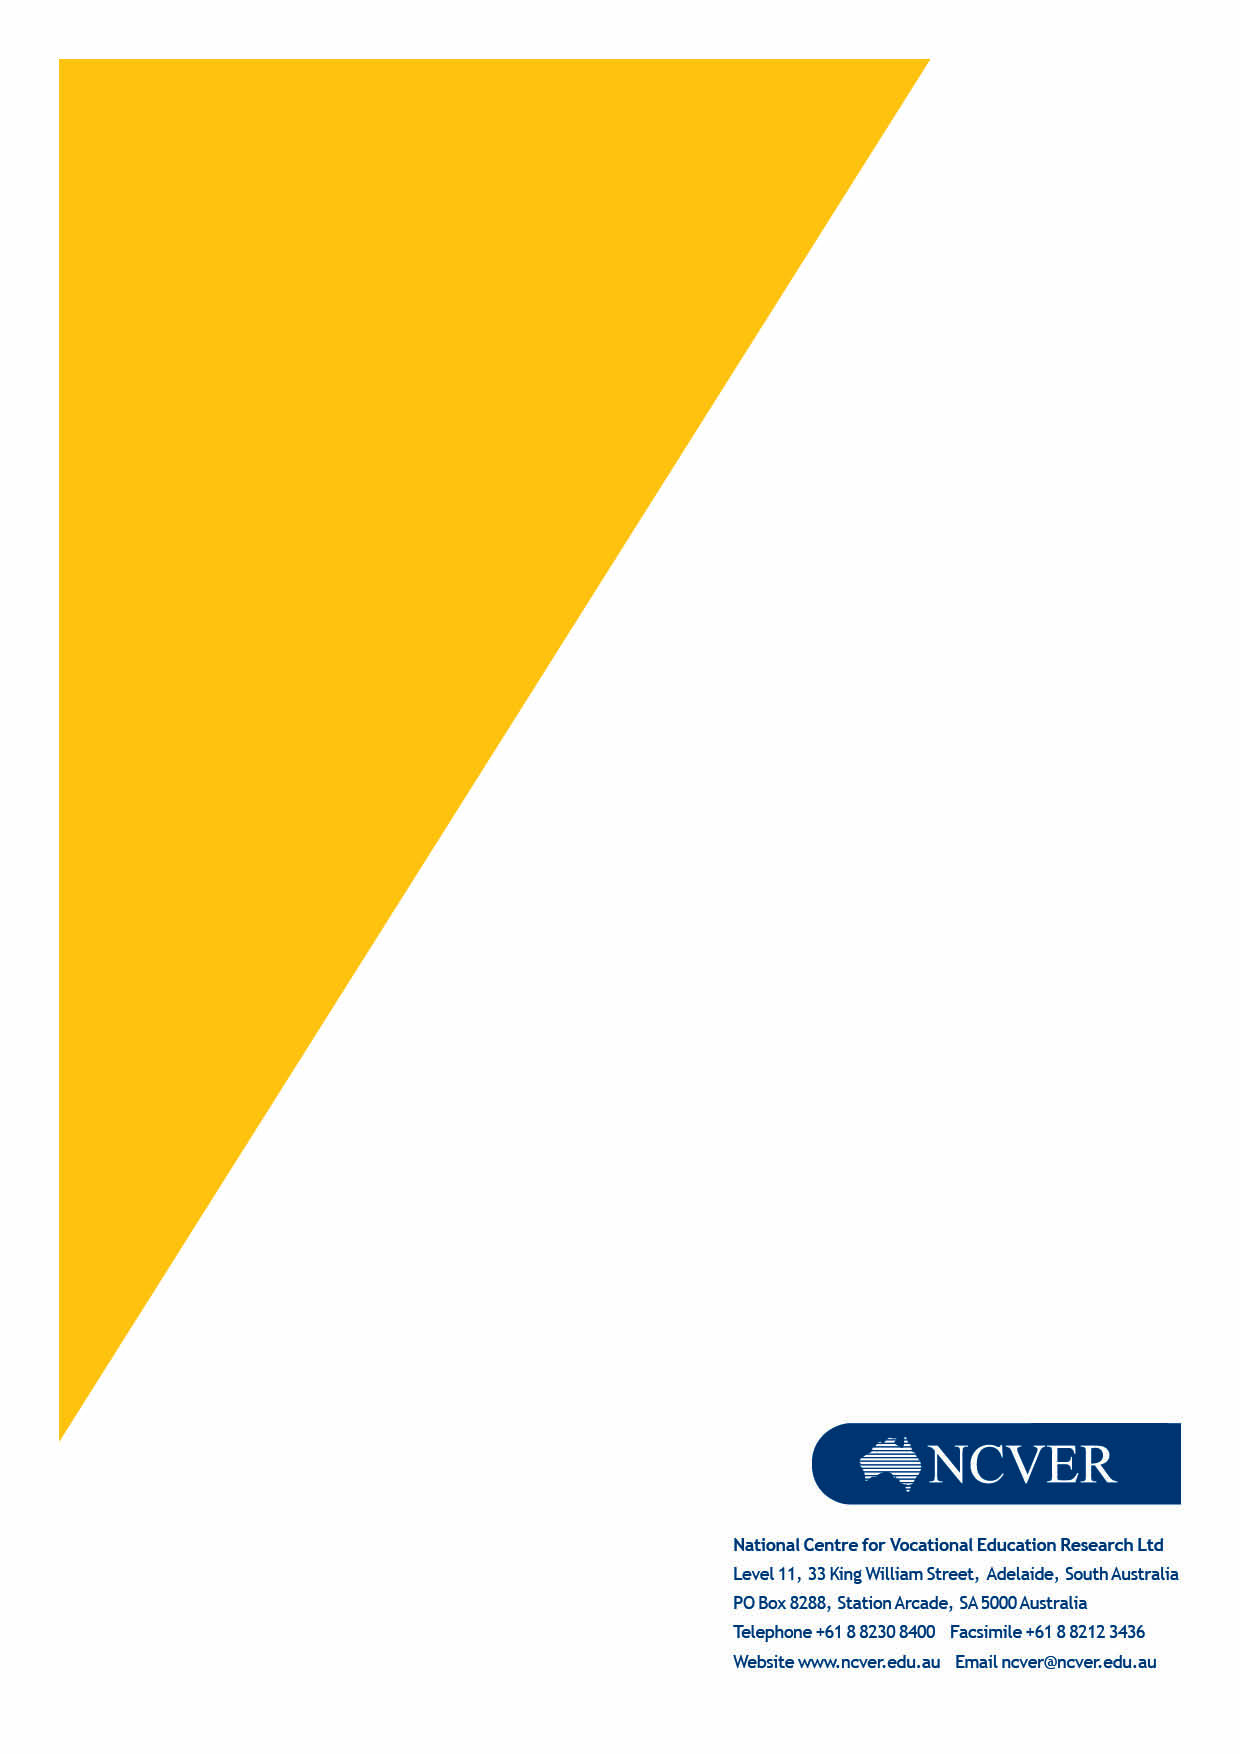 NCVER
National Centre for Vocational Education Research Ltd
Level 11, 33 King William Street, Adelaide, South Australia
PO Box 8288, Station Arcade, SA 5000 Australia
Telephone +61 8 8230 8400 Facsimile +61 8 8212 3436
Website www.ncver.edu.au Email ncver@ncver.edu.au